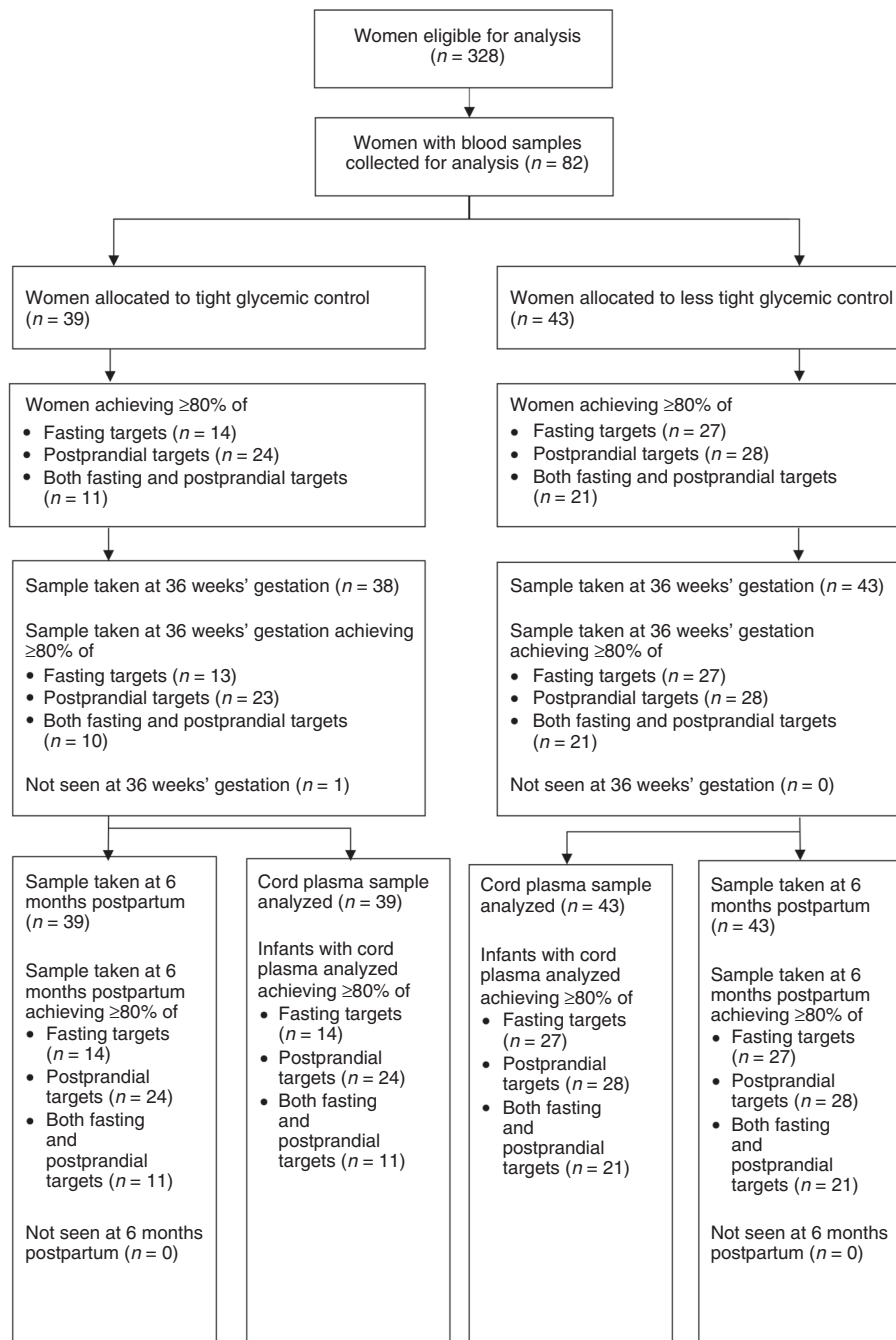 Women eligible for analysis
(n = 328)
Women with blood samples
collected for analysis (n = 82)
Women allocated to tight glycemic control
(n = 39)
Women achieving ≥80% of
• Fasting targets (n = 14)
• Postprandial targets (n = 24)
• Both fasting and postprandial targets
(n = 11)
Sample taken at 36 weeks' gestation (n = 38)
Sample taken at 36 weeks' gestation achieving
≥80% of
• Fasting targets (n = 13)
• Postprandial targets (n = 23)
• Both fasting and postprandial targets
(n = 10)
Not seen at 36 weeks' gestation (n = 1)
Sample taken at 6
months postpartum
(n = 39)
Sample taken at 6
months postpartum
achieving ≥80% of
• Fasting targets
(n = 14)
• Postprandial
targets (n = 24)
• Both fasting
and
postprandial
targets (n = 11)
Not seen at 6 months
postpartum (n = 0)
Cord plasma sample
analyzed (n = 39)
Infants with cord
plasma analyzed
achieving ≥80% of
• Fasting targets
(n = 14)
• Postprandial
targets (n = 24)
• Both fasting
and
postprandial
targets (n = 11)
Women allocated to less tight glycemic control
(n = 43)
Women achieving ≥80% of
• Fasting targets (n = 27)
• Postprandial targets (n = 28)
• Both fasting and postprandial targets
(n = 21)
Sample taken at 36 weeks' gestation (n = 43)
Sample taken at 36 weeks' gestation
achieving ≥80% of
• Fasting targets (n = 27)
• Postprandial targets (n = 28)
• Both fasting and postprandial targets
(n = 21)
Not seen at 36 weeks' gestation (n = 0)
Cord plasma sample
analyzed (n = 43)
Infants with cord
plasma analyzed
achieving ≥80% of
• Fasting targets
(n = 27)
• Postprandial
targets (n = 28)
• Both fasting
and
postprandial
targets (n = 21)
Sample taken at 6
months postpartum
(n = 43)
Sample taken at 6
months postpartum
achieving ≥80% of
• Fasting targets
(n = 27)
• Postprandial
targets (n = 28)
• Both fasting
and
postprandial
targets (n = 21)
Not seen at 6 months
postpartum (n = 0)